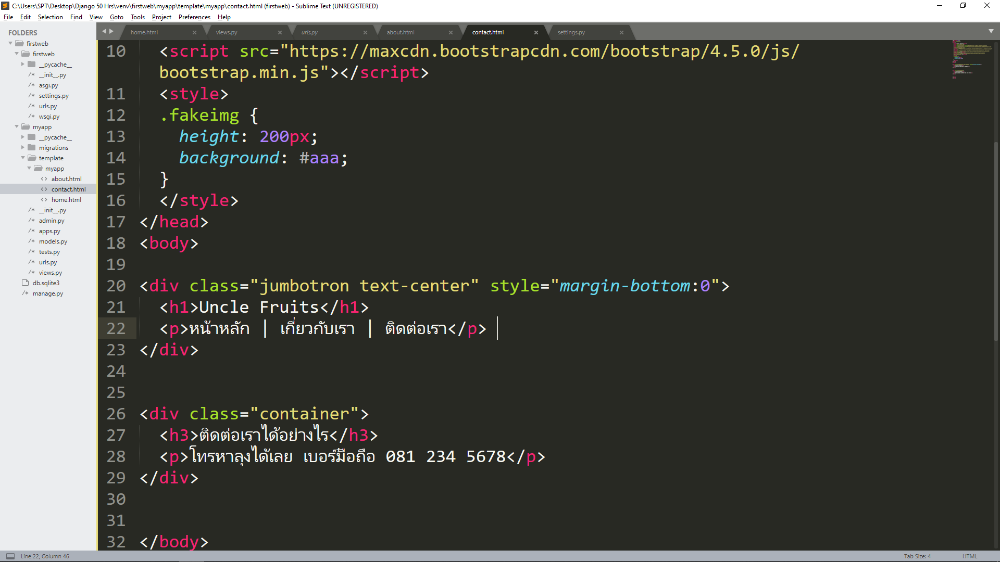 C:\Users\SPT\Desktop\Django 50 Hrs\venv\firstweb\myapp\template\myapp\contact.html (firstweb) - Sublime Text (UNREGISTERED)
File Edit Selection Find View Goto Tools Project Preferences Help
FOLDERS
firstweb
firstweb
__pycache__
/* __init__.py
/* asgi.py
/* settings.py
/* urls.py
/* wsgi.py
myapp
__pycache__
migrations
template
myapp
<> about.html
<> contact.html
<> home.html
/* __init__.py
/* admin.py
/* apps.py
/* models.py
/* tests.py
/* urls.py
/* views.py
db.sqlite3
/* manage.py
home.html × views.py × urls.py × about.html × contact.html × settings.py ×
10 <script src="https://maxcdn.bootstrapcdn.com/bootstrap/4.5.0/js/
bootstrap.min.js"></script>
11 <style>
12 .fakeimg {
13 height: 200px;
14 background: #aaa;
15 }
16 </style>
17 </head>
18 <body>
19
20 <div class="jumbotron text-center" style="margin-bottom:0">
21 <h1>Uncle Fruits</h1>
22 <p>หน้าหลัก | เกี่ยวกับเรา | ติดต่อเรา</p>
23 </div>
24
25
26 <div class="container">
27 <h3>ติดต่อเราได้อย่างไร</h3>
28 <p>โทรหาลุงได้เลย เบอร์มือถือ 081 234 5678</p>
29 </div>
30
31
32 </body>
Line 22, Column 46 Tab Size: 4 HTML